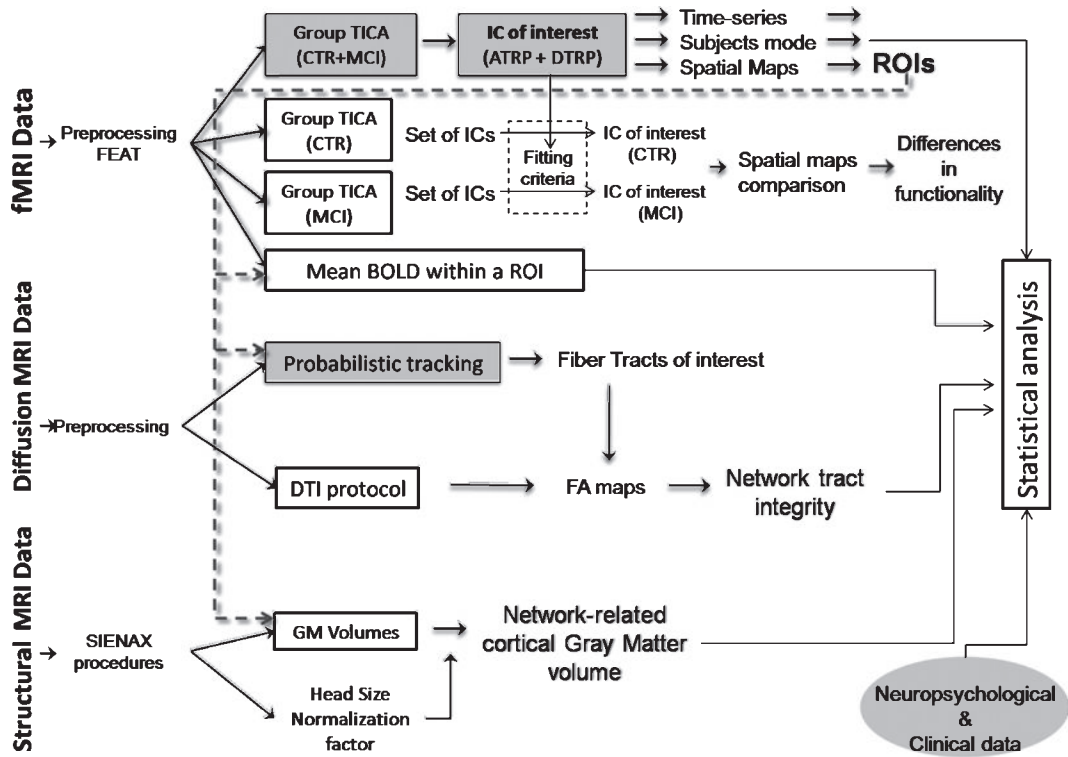 fMRI Data
Preprocessing
FEAT
Group TICA
(CTR+MCI)
IC of interest
(ATRP + DTRP)
Time-series
Subjects mode
Spatial Maps
ROIs
Group TICA
(CTR)
Set of ICs
Fitting
criteria
IC of interest
(CTR)
Group TICA
(MCI)
Set of ICs
IC of interest
(MCI)
Spatial maps
comparison
Differences
in
functionality
Mean BOLD within a ROI
Diffusion MRI Data
Preprocessing
Probabilistic tracking
Fiber Tracts of interest
DTI protocol
FA maps
Network tract
integrity
Statistical analysis
Structural MRI Data
SIENAX
procedures
GM Volumes
Head Size
Normalization
factor
Network-related
cortical Gray Matter
volume
Neuropsychological
&
Clinical data